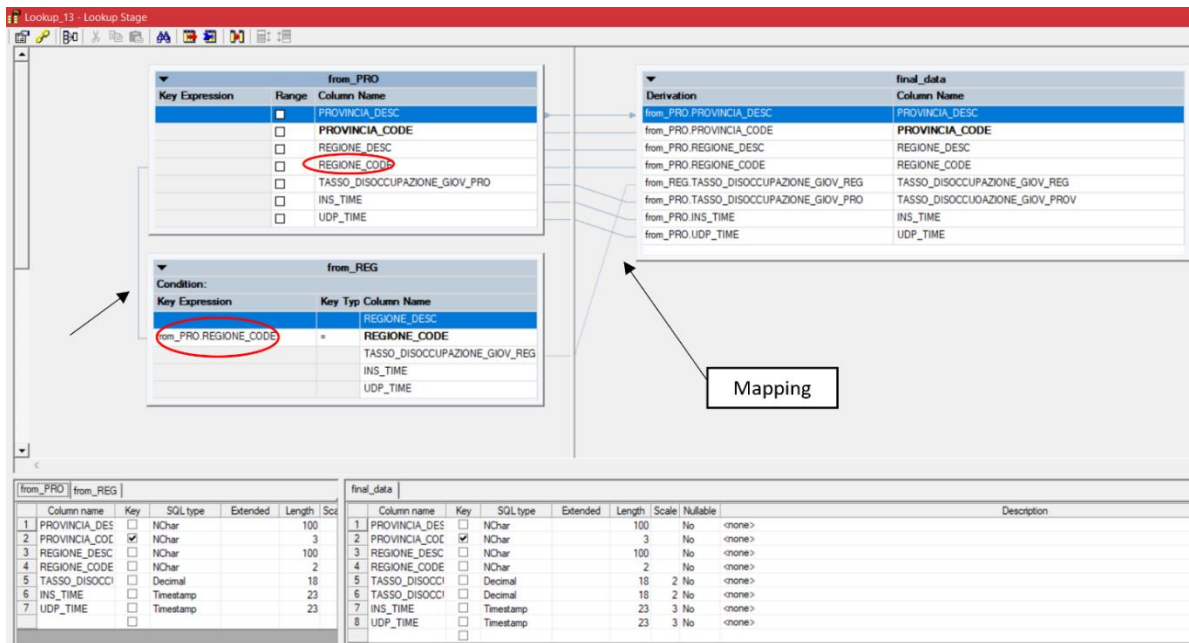 Lookup_13 - Lookup Stage
from_PRO
Key Expression Range Column Name
PROVINCIA_DESC
PROVINCIA_CODE
REGIONE_DESC
REGIONE_CODE
TASSO_DISOCCUPAZIONE_GIOV_PRO
INS_TIME
UDP_TIME
from_REG
Condition:
Key Expression Key Typ Column Name
REGIONE_DESC
rom_PRO.REGIONE_CODE = REGIONE_CODE
TASSO_DISOCCUPAZIONE_GIOV_REG
INS_TIME
UDP_TIME
final_data
Derivation Column Name
from_PRO.PROVINCIA_DESC PROVINCIA_DESC
from_PRO.PROVINCIA_CODE PROVINCIA_CODE
from_PRO.REGIONE_DESC REGIONE_DESC
from_PRO.REGIONE_CODE REGIONE_CODE
from_REG.TASSO_DISOCCUPAZIONE_GIOV_REG TASSO_DISOCCUPAZIONE_GIOV_REG
from_PRO.TASSO_DISOCCUPAZIONE_GIOV_PRO TASSO_DISOCCUOAZIONE_GIOV_PROV
from_PRO.INS_TIME INS_TIME
from_PRO.UDP_TIME UDP_TIME
Mapping
from_PRO from_REG
Column name Key SQL type Extended Length Sca
1 PROVINCIA_DES NChar 100
2 PROVINCIA_COD NChar 3
3 REGIONE_DESC NChar 100
4 REGIONE_CODE NChar 2
5 TASSO_DISOCCU Decimal 18
6 INS_TIME Timestamp 23
7 UDP_TIME Timestamp 23
final_data
Column name Key SQL type Extended Length Scale Nullable Description
1 PROVINCIA_DES NChar 100 No <none>
2 PROVINCIA_COD NChar 3 No <none>
3 REGIONE_DESC NChar 100 No <none>
4 REGIONE_CODE NChar 2 No <none>
5 TASSO_DISOCCU Decimal 18 2 No <none>
6 TASSO_DISOCCU Decimal 18 2 No <none>
7 INS_TIME Timestamp 23 3 No <none>
8 UDP_TIME Timestamp 23 3 No <none>